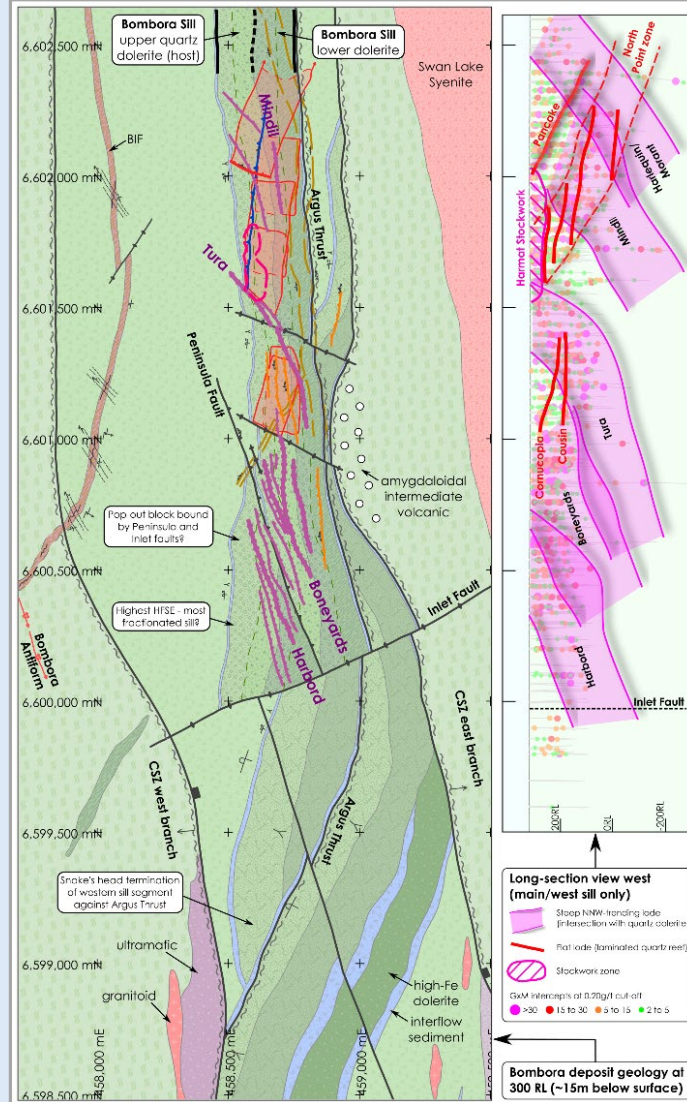 Bombora Sill
upper quartz
dolerite (host)
Bombora Sill
lower dolerite
Swan Lake
Syenite
BIF
Mindil
Argus Thrust
Tura
Peninsula Fault
amygdaloidal
intermediate
volcanic
Pop-out block bound
by Peninsula and
Inlet faults?
Highest HFSE - most
fractionated sill?
Boneyards
Harbord
Inlet Fault
Bombora
Antiform
CSZ west branch
CSZ east branch
Argus Thrust
Snake's head termination
of western sill segment
against Argus Thrust
ultramafic
granitoid
high-Fe
dolerite
interflow
sediment
6,602,500 mN
6,602,000 mN
6,601,500 mN
6,601,000 mN
6,600,500 mN
6,600,000 mN
6,599,500 mN
6,599,000 mN
6,598,500 m
458,000 mE
458,500 mE
459,000 mE
North
Point zone
Pancake
Harlequin/
Morant
Mindil
Harmat Stockwork
Tura
Cornucopia
Cousin
Boneyards
Harbord
Inlet Fault
200RL
0RL
-200RL
Long-section view west
(main/west sill only)
Steep NNW-trending lode
(intersection with quartz dolerite
Flat lode (laminated quartz reef)
Stockwork zone
GxM intercepts at 0.20g/t cut-off
>30 15 to 30 5 to 15 2 to 5
Bombora deposit geology at
300 RL (~15m below surface)